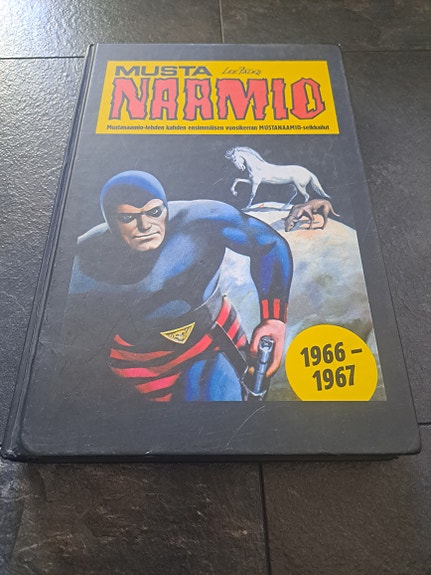 MUSTA
Lee Falk
NAAMIO
Mustanaamio-lehden kahden ensimmäisen vuosikerran MUSTANAAMIO-seikkailut
1966 –
1967